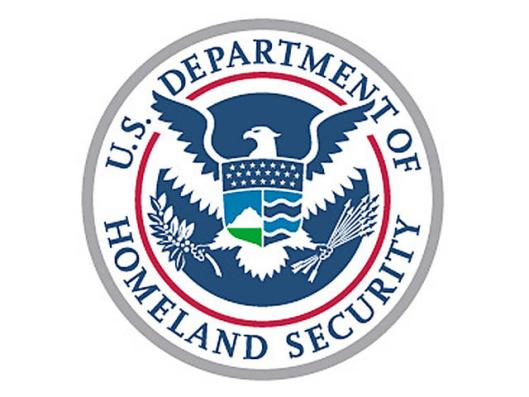 U.S. DEPARTMENT OF
HOMELAND SECURITY